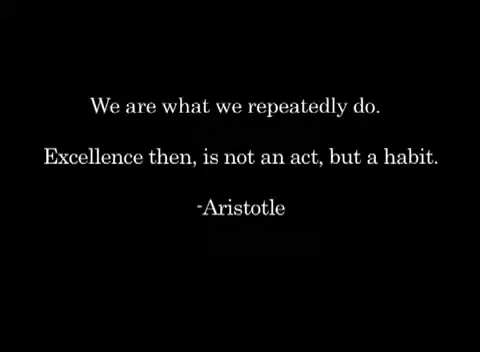 We are what we repeatedly do.
Excellence then, is not an act, but a habit.
-Aristotle